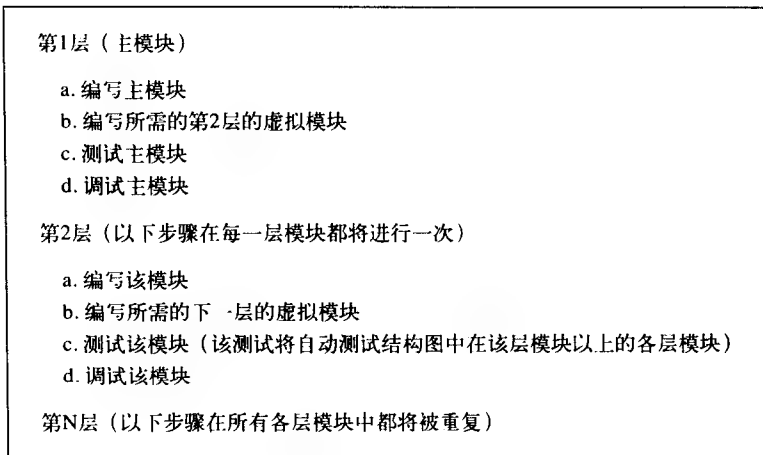 第1层（主模块）
a. 编写主模块
b. 编写所需的第2层的虚拟模块
c. 测试主模块
d. 调试主模块
第2层（以下步骤在每一层模块都将进行一次）
a. 编写该模块
b. 编写所需的下一层的虚拟模块
c. 测试该模块（该测试将自动测试结构图中在该层模块以上的各层模块）
d. 调试该模块
第N层（以下步骤在所有各层模块中都将被重复）